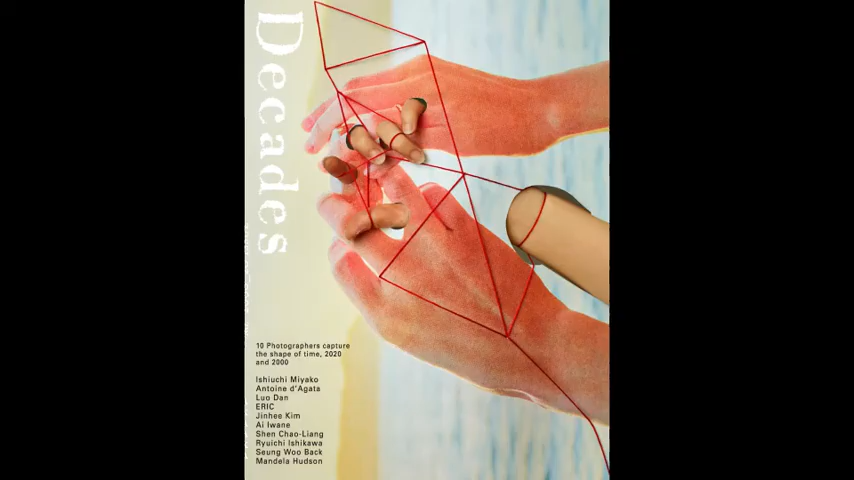 Decades
10 Photographers capture
the shape of time, 2020
and 2000
Ishiuchi Miyako
Antoine d'Agata
Luo Dan
ERIC
Jinhee Kim
Ai Iwane
Shen Chao-Liang
Ryuichi Ishikawa
Seung Woo Back
Mandela Hudson